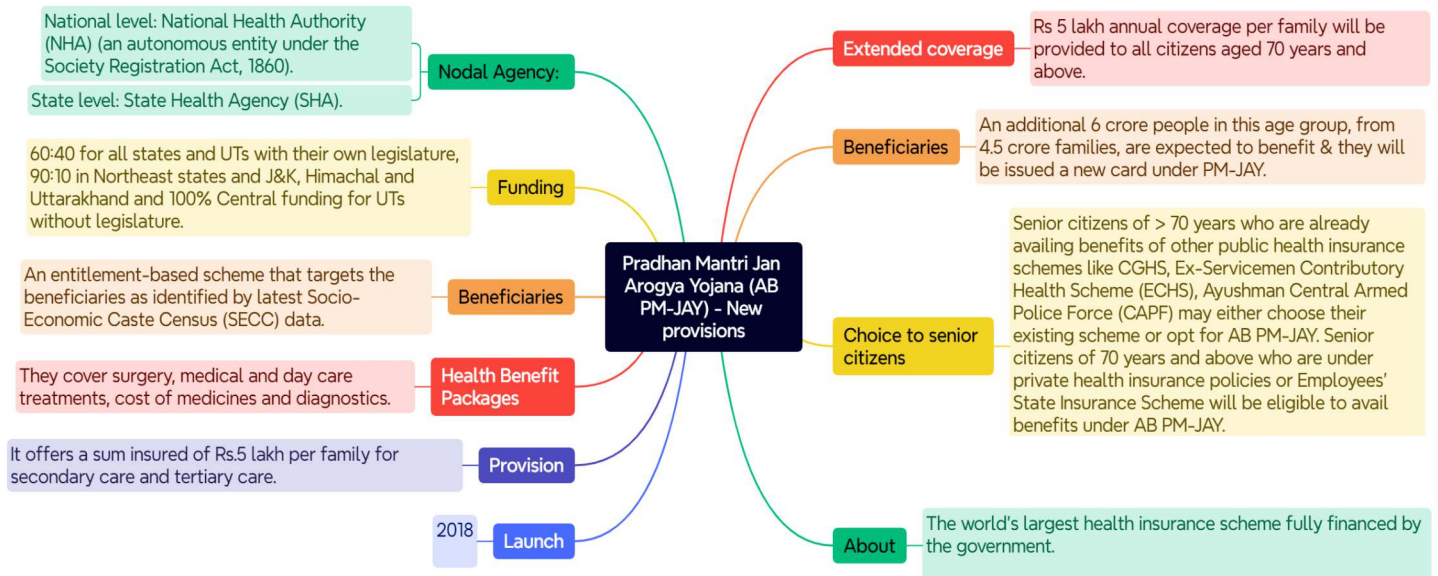 Pradhan Mantri Jan
Arogya Yojana (AB
PM-JAY) - New
provisions
Extended coverage
Rs 5 lakh annual coverage per family will be
provided to all citizens aged 70 years and
above.
Beneficiaries
An additional 6 crore people in this age group, from
4.5 crore families, are expected to benefit & they will
be issued a new card under PM-JAY.
Choice to senior
citizens
Senior citizens of > 70 years who are already
availing benefits of other public health insurance
schemes like CGHS, Ex-Servicemen Contributory
Health Scheme (ECHS), Ayushman Central Armed
Police Force (CAPF) may either choose their
existing scheme or opt for AB PM-JAY. Senior
citizens of 70 years and above who are under
private health insurance policies or Employees'
State Insurance Scheme will be eligible to avail
benefits under AB PM-JAY.
About
The world's largest health insurance scheme fully financed by
the government.
Nodal Agency:
National level: National Health Authority
(NHA) (an autonomous entity under the
Society Registration Act, 1860).
State level: State Health Agency (SHA).
Funding
60:40 for all states and UTs with their own legislature,
90:10 in Northeast states and J&K, Himachal and
Uttarakhand and 100% Central funding for UTs
without legislature.
Beneficiaries
An entitlement-based scheme that targets the
beneficiaries as identified by latest Socio-
Economic Caste Census (SECC) data.
Health Benefit
Packages
They cover surgery, medical and day care
treatments, cost of medicines and diagnostics.
Provision
It offers a sum insured of Rs.5 lakh per family for
secondary care and tertiary care.
Launch
2018